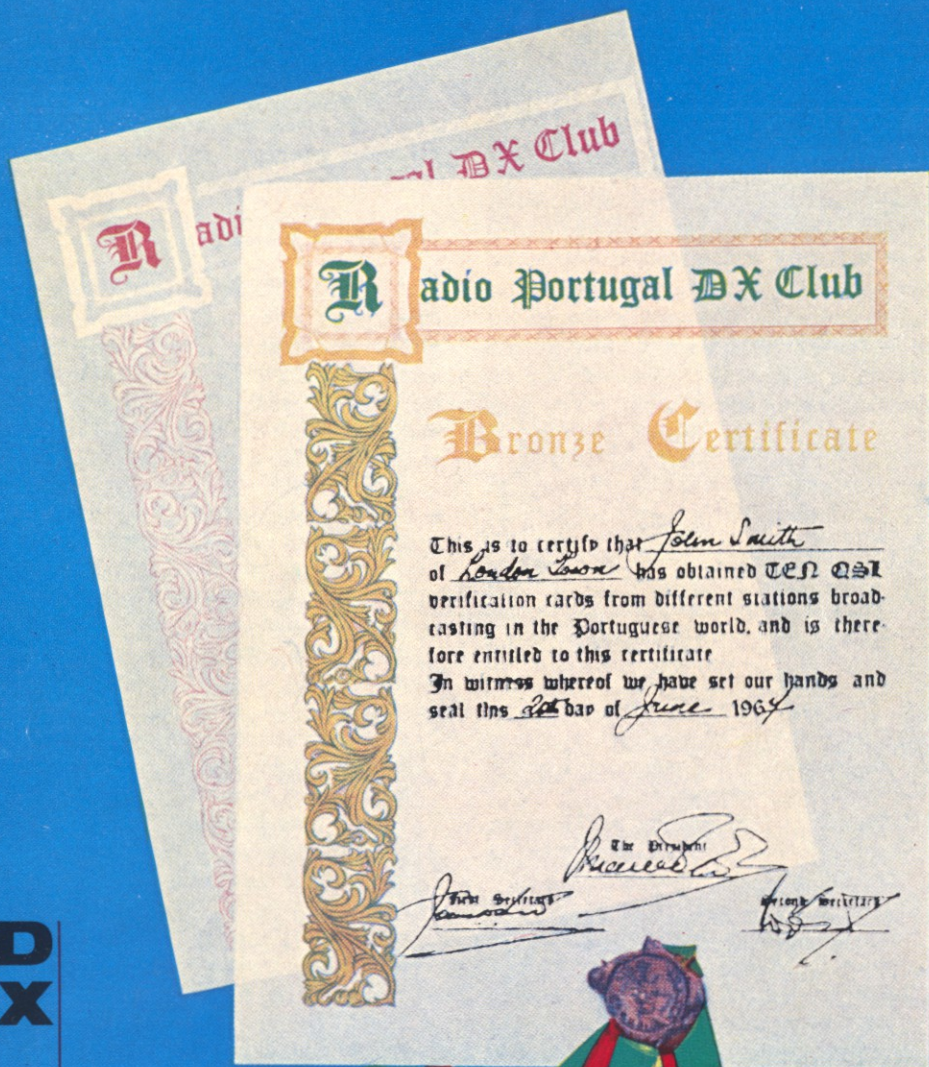 Radi al DX Club
Radio Portugal DX Club
Bronze Certificate
This is to certify that John Smith
of London Town has obtained TEN QSL
verification cards from different stations broad-
casting in the Portuguese world, and is there-
fore entitled to this certificate
In witness whereof we have set our hands and
seal this 20th day of June 1967
The President
First Secretary
Second Secretary
D
X